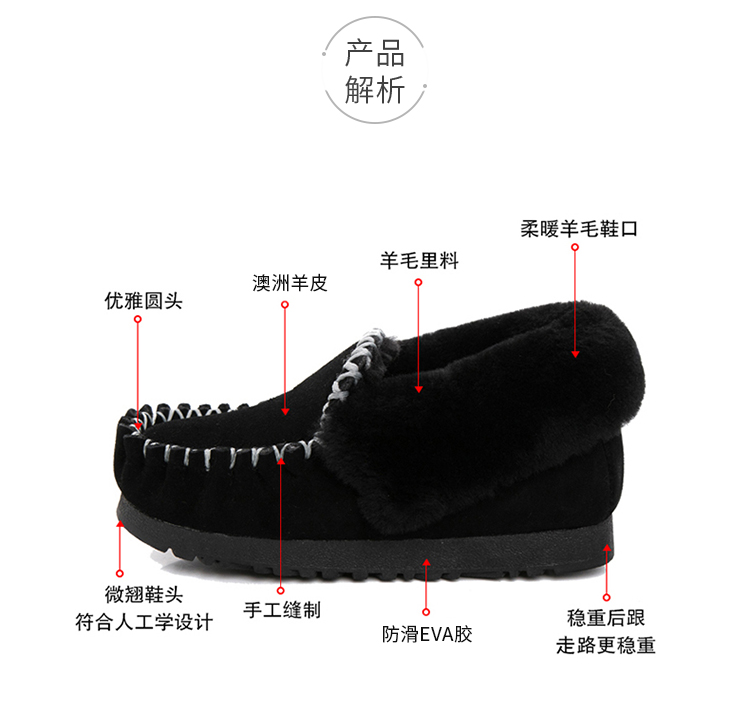 产品
解析
柔暖羊毛鞋口
羊毛里料
澳洲羊皮
优雅圆头
微翘鞋头
符合人工学设计
手工缝制
防滑EVA胶
稳重后跟
走路更稳重